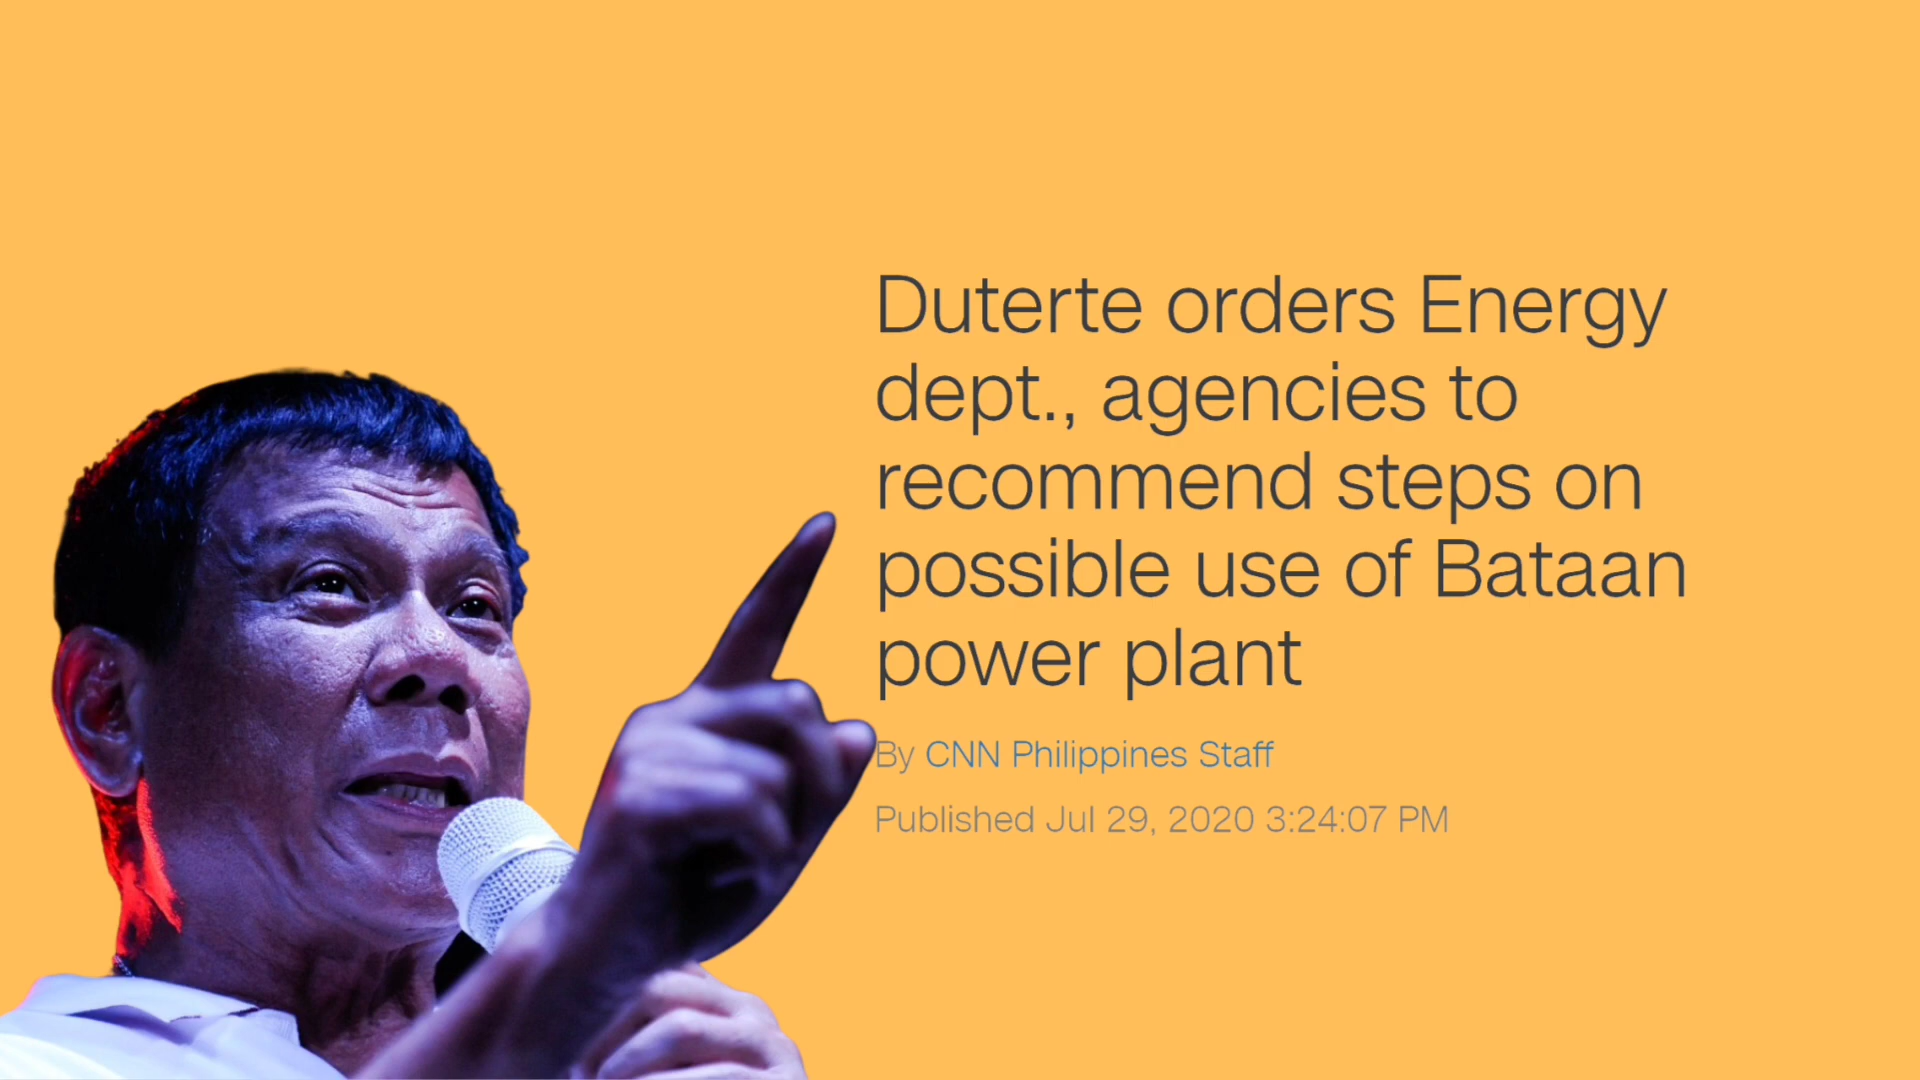 Duterte orders Energy
dept., agencies to
recommend steps on
possible use of Bataan
power plant
By CNN Philippines Staff
Published Jul 29, 2020 3:24:07 PM